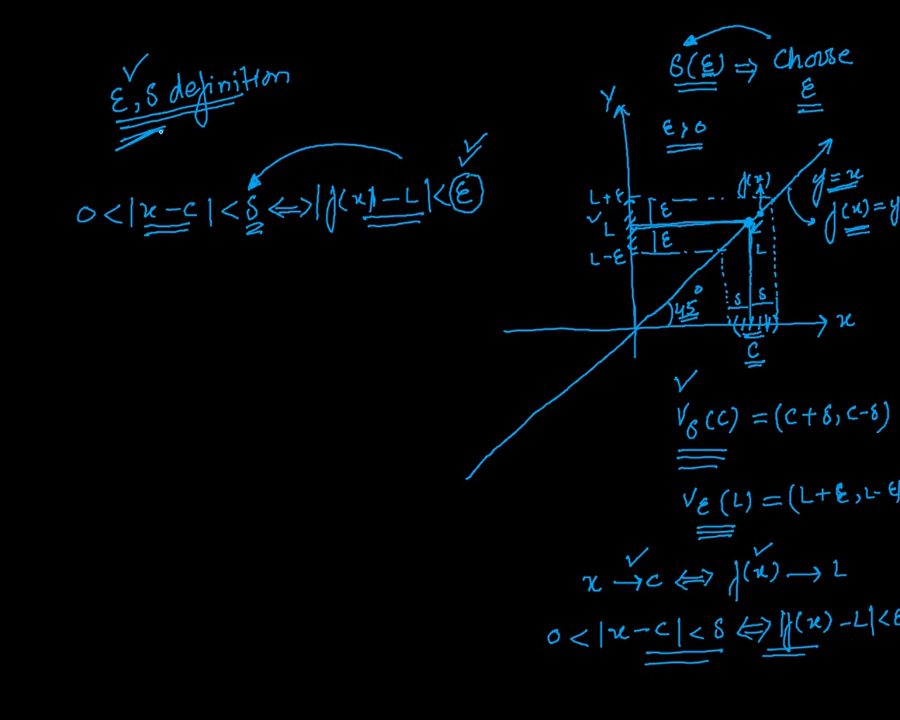 ε, δ definition
0 < |x - c| < δ ⟺ |f(x) - L| < ε
δ(ε) ⟹ Choose
ε
ε > 0
Y
L+ε
L
L-ε
ε
ε
f(x)
L
y = x
f(x) = y
45°
δ δ
x
c
V_δ(c) = (c+δ, c-δ)
V_ε(L) = (L+ε, L-ε)
x → c ⟺ f(x) → L
0 < |x - c| < δ ⟺ |f(x) - L| < ε